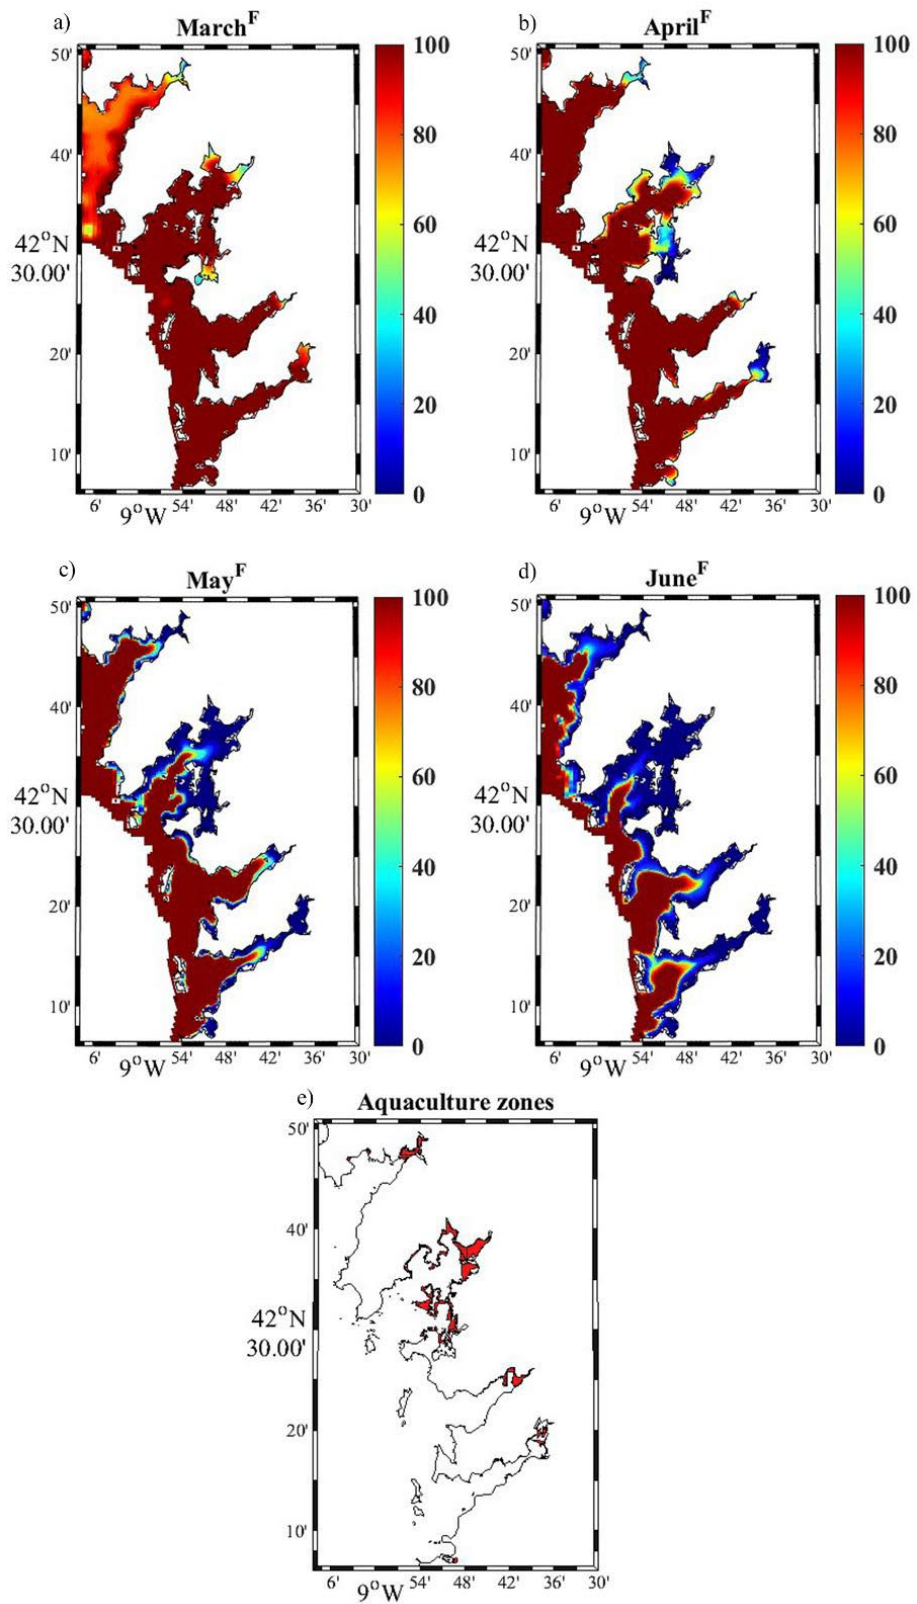 a)
March^F
50'
40'
42°N
30.00'
20'
10'
6' 54' 48' 42' 36' 30'
9°W
100
80
60
40
20
0
b)
April^F
50'
40'
42°N
30.00'
20'
10'
6' 54' 48' 42' 36' 30'
9°W
100
80
60
40
20
0
c)
May^F
50'
40'
42°N
30.00'
20'
10'
6' 54' 48' 42' 36' 30'
9°W
100
80
60
40
20
0
d)
June^F
50'
40'
42°N
30.00'
20'
10'
6' 54' 48' 42' 36' 30'
9°W
100
80
60
40
20
0
e)
Aquaculture zones
50'
40'
42°N
30.00'
20'
10'
6' 54' 48' 42' 36' 30'
9°W